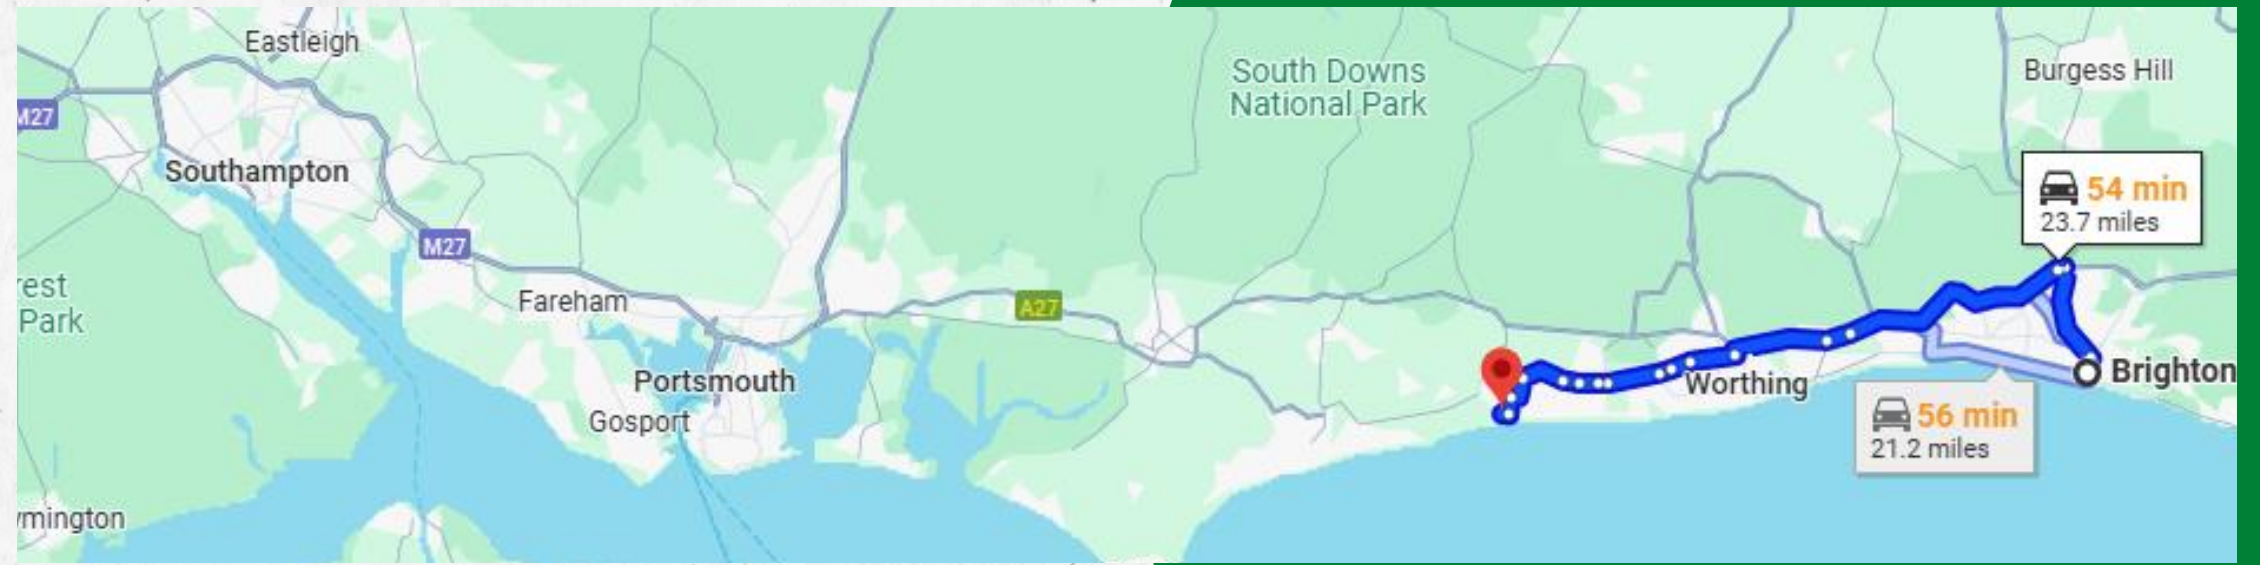 Eastleigh
South Downs
National Park
Burgess Hill
M27
Southampton
54 min
23.7 miles
M27
rest
Park
Fareham
A27
Portsmouth
Gosport
Worthing
Brighton
56 min
21.2 miles
mington